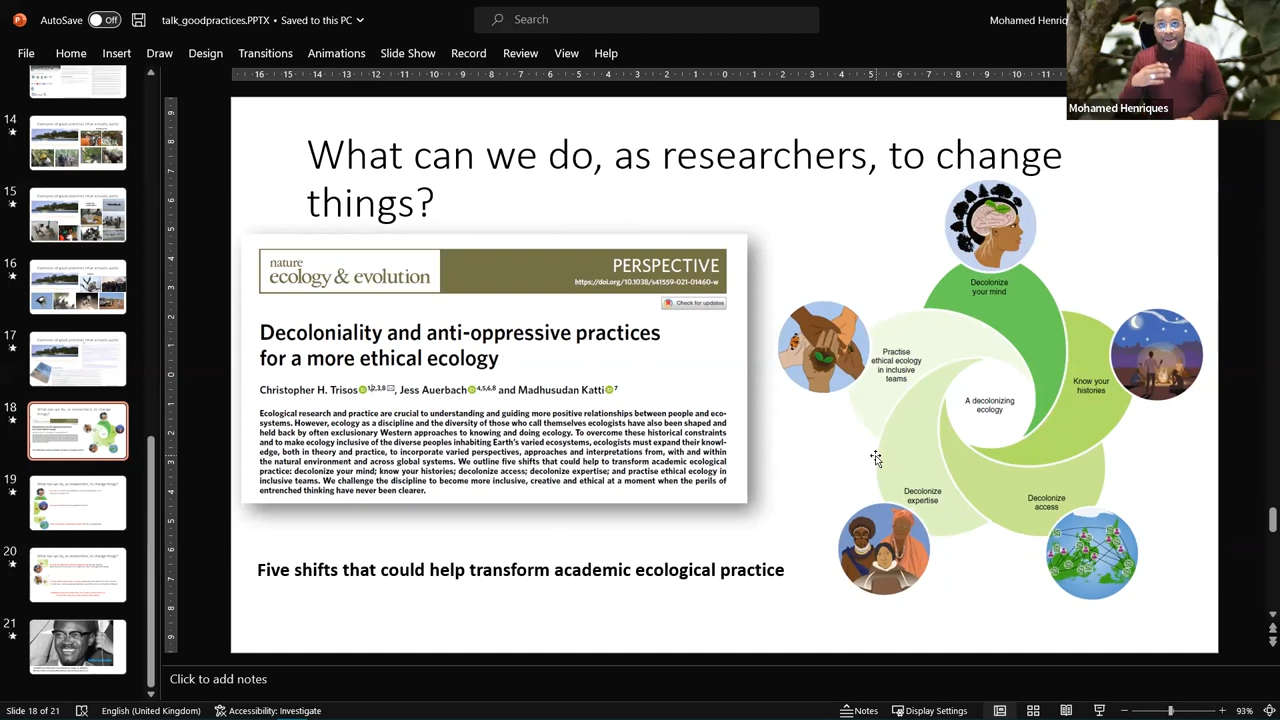 AutoSave
Off
talk_goodpractices.PPTX • Saved to this PC
Search
Mohamed Henriq
File Home Insert Draw Design Transitions Animations Slide Show Record Review View Help
Mohamed Henriques
14
15
16
17
18
19
20
21
What can we do, as researchers, to change
things?
nature
ecology & evolution
PERSPECTIVE
https://doi.org/10.1038/s41559-021-01460-w
Check for updates
Decoloniality and anti-oppressive practices
for a more ethical ecology
Christopher H. Trisos 1,2,3,8, Jess Auerbach 4,5,6,8 and Madhusudan Katti 7
Ecological research and practice are crucial to understanding and guiding more positive relationships between people and eco-
systems. However, ecology as a discipline and the diversity of those who call themselves ecologists have also been shaped and
held back by often exclusionary Western approaches to knowing and doing ecology. To overcome these historical constraints
and to make ecology inclusive of the diverse peoples inhabiting Earth's varied ecosystems, ecologists must expand their knowl-
edge, both in theory and practice, to incorporate varied perspectives, approaches and interpretations from, with and within
the natural environment and across global systems. We outline five shifts that could help to transform academic ecological
practice: decolonize your mind; know your histories; decolonize access; decolonize expertise; and practise ethical ecology in
inclusive teams. We challenge the discipline to become more inclusive, creative and ethical at a moment when the perils of
entrenched thinking have never been clearer.
Five shifts that could help transform academic ecological practice
Decolonize
your mind
Practise
ethical ecology
in inclusive
teams
Know your
histories
A decolonizing
ecology
Decolonize
expertise
Decolonize
access
Click to add notes
Slide 18 of 21
English (United Kingdom)
Accessibility: Investigate
Notes
Display Settings
93%